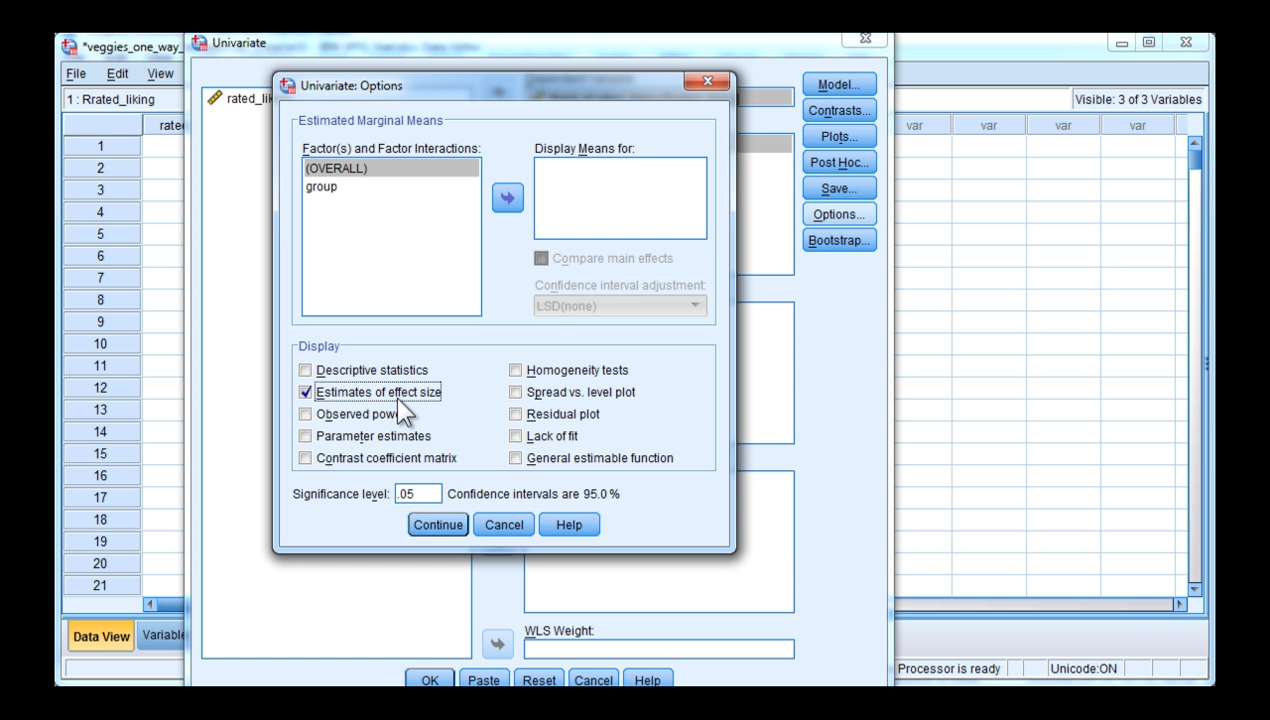 *veggies_one_way_
Univariate
File Edit View
1 : Rrated_liking
Visible: 3 of 3 Variables
rated_lik
Univariate: Options
Model...
Contrasts...
Plots...
Post Hoc...
Save...
Options...
Bootstrap...
var var var var
1
2
3
4
5
6
7
8
9
10
11
12
13
14
15
16
17
18
19
20
21
Estimated Marginal Means
Factor(s) and Factor Interactions:
Display Means for:
(OVERALL)
group
Compare main effects
Confidence interval adjustment:
LSD(none)
Display
Descriptive statistics
Homogeneity tests
Estimates of effect size
Spread vs. level plot
Observed pow
Residual plot
Parameter estimates
Lack of fit
Contrast coefficient matrix
General estimable function
Significance level: .05 Confidence intervals are 95.0 %
Continue Cancel Help
WLS Weight:
Data View Variable
OK Paste Reset Cancel Help
Processor is ready Unicode:ON